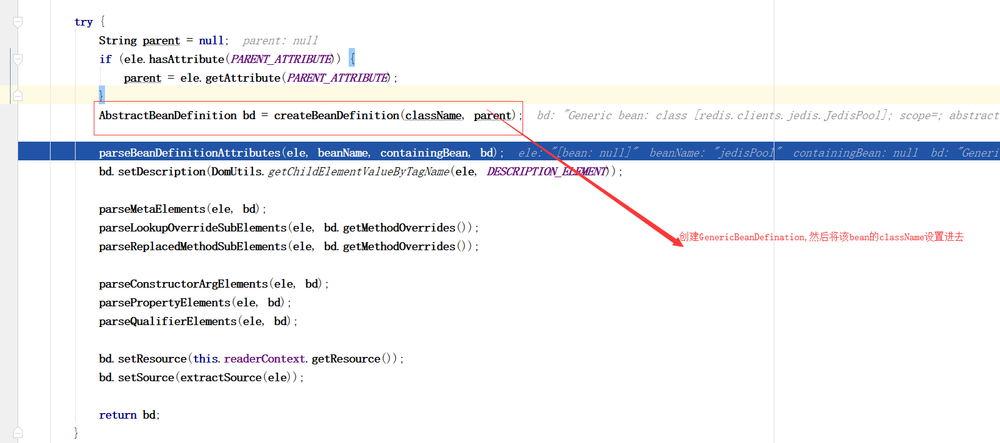 try {
String parent = null;  parent: null
if (ele.hasAttribute(PARENT_ATTRIBUTE)) {
parent = ele.getAttribute(PARENT_ATTRIBUTE);
}
AbstractBeanDefinition bd = createBeanDefinition(className, parent);  bd: "Generic bean: class [redis.clients.jedis.JedisPool]; scope=; abstract
parseBeanDefinitionAttributes(ele, beanName, containingBean, bd);  ele: "[bean: null]"  beanName: "jedisPool"  containingBean: null  bd: "Generi
bd.setDescription(DomUtils.getChildElementValueByTagName(ele, DESCRIPTION_ELEMENT));
parseMetaElements(ele, bd);
parseLookupOverrideSubElements(ele, bd.getMethodOverrides());
创建GenericBeanDefination,然后将该bean的className设置进去
parseReplacedMethodSubElements(ele, bd.getMethodOverrides());
parseConstructorArgElements(ele, bd);
parsePropertyElements(ele, bd);
parseQualifierElements(ele, bd);
bd.setResource(this.readerContext.getResource());
bd.setSource(extractSource(ele));
return bd;
}